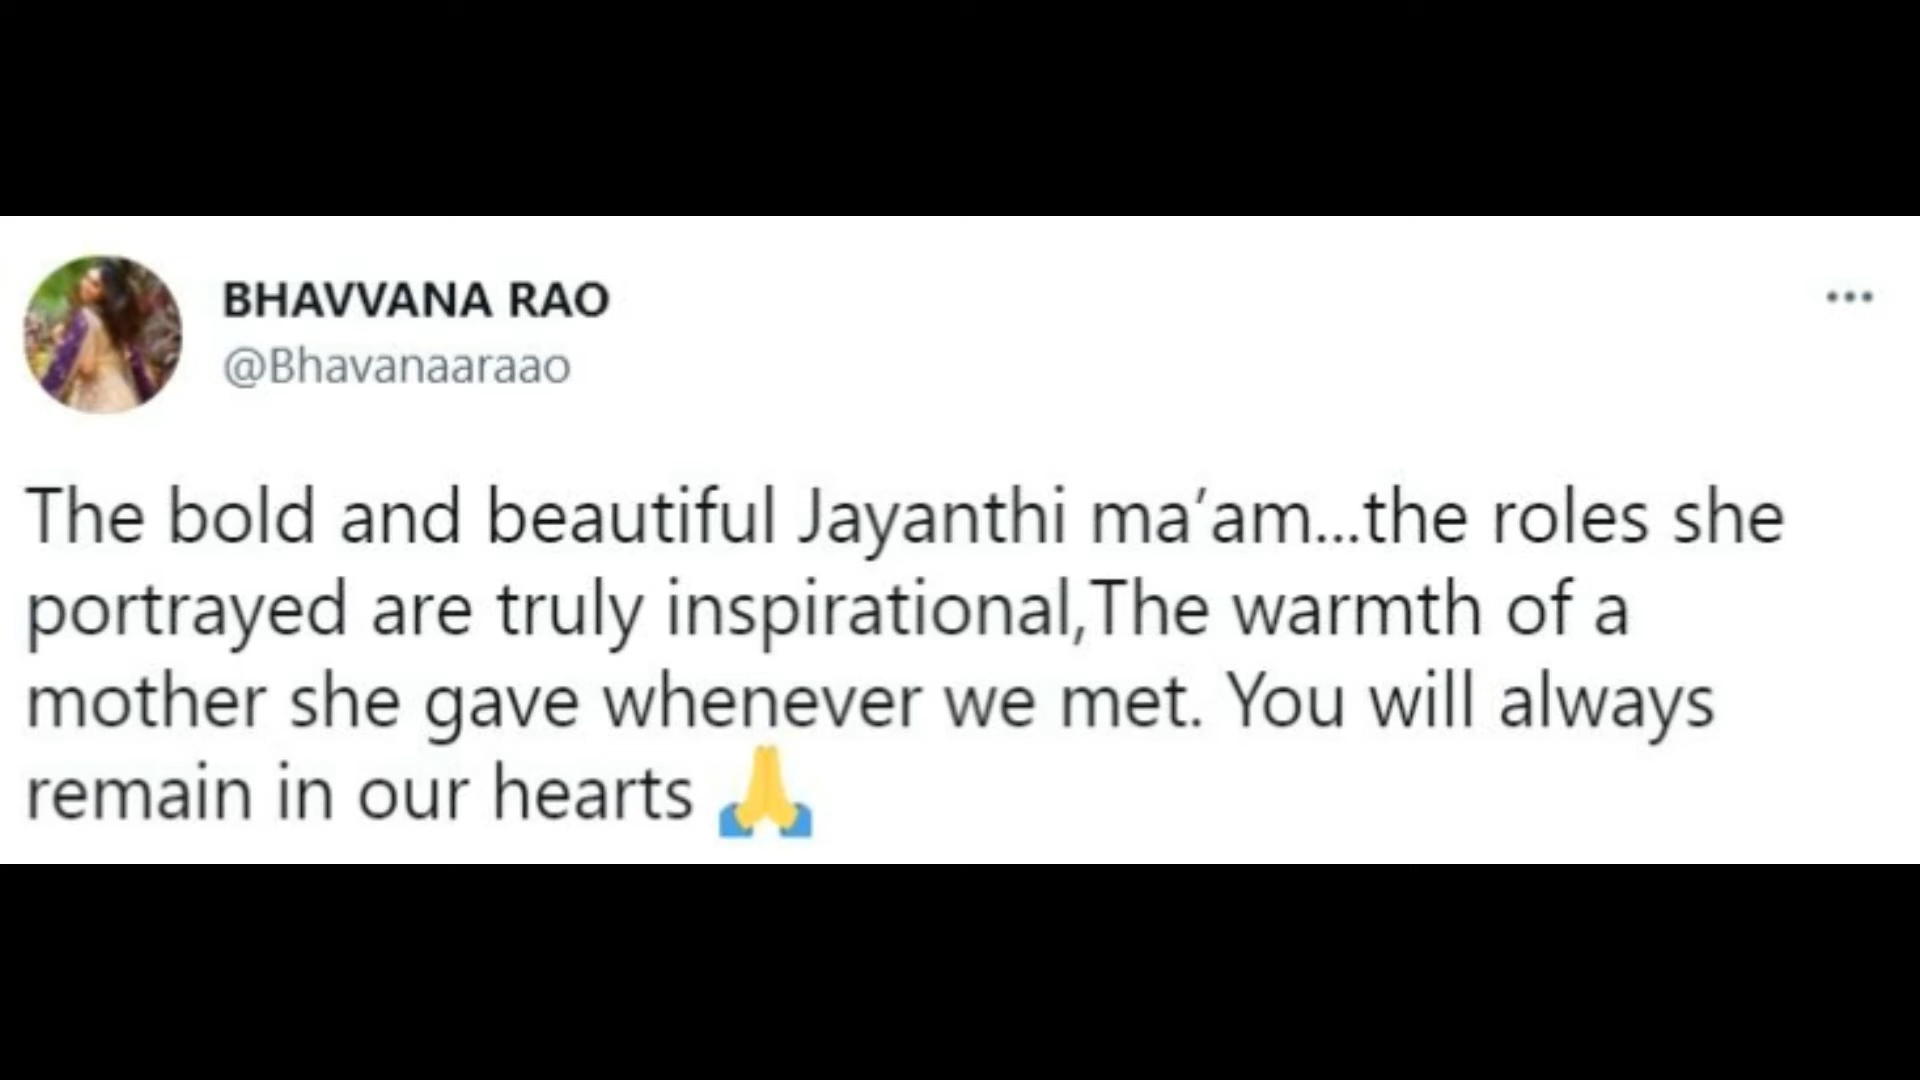 BHAVVANA RAO
@Bhavanaaraao
The bold and beautiful Jayanthi ma’am...the roles she
portrayed are truly inspirational,The warmth of a
mother she gave whenever we met. You will always
remain in our hearts 🙏